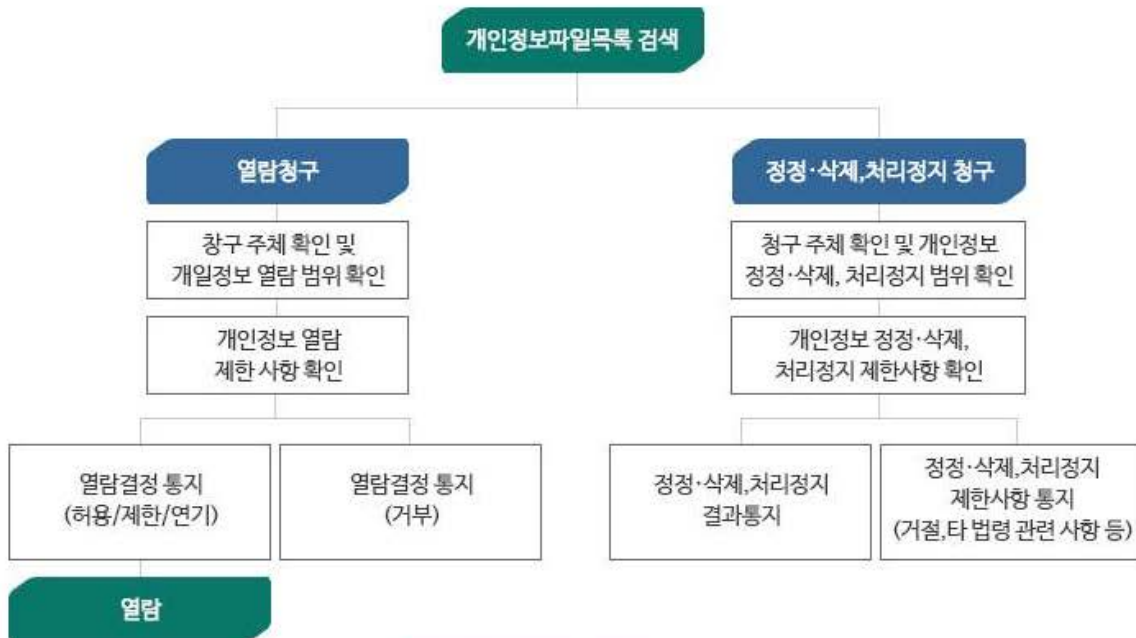 개인정보파일목록 검색
열람청구
창구 주체 확인 및
개일정보 열람 범위 확인
개인정보 열람
제한 사항 확인
열람결정 통지
(허용/제한/연기)
열람결정 통지
(거부)
열람
정정·삭제,처리정지 청구
청구 주체 확인 및 개인정보
정정·삭제, 처리정지 범위 확인
개인정보 정정·삭제,
처리정지 제한사항 확인
정정·삭제,처리정지
결과통지
정정·삭제,처리정지
제한사항 통지
(거절,타 법령 관련 사항 등)